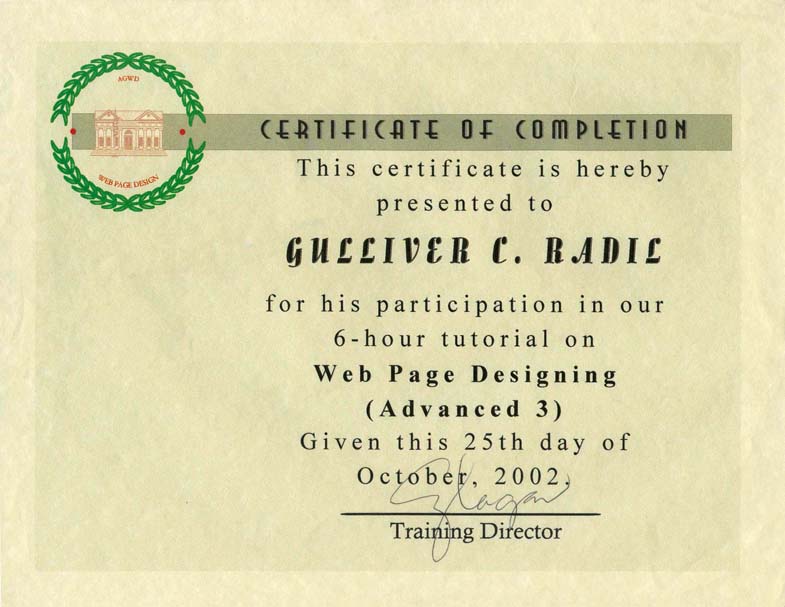 AGWD
WEB PAGE DESIGN
CERTIFICATE OF COMPLETION
This certificate is hereby
presented to
GULLIVER C. RADIL
for his participation in our
6-hour tutorial on
Web Page Designing
(Advanced 3)
Given this 25th day of
October, 2002.
Training Director